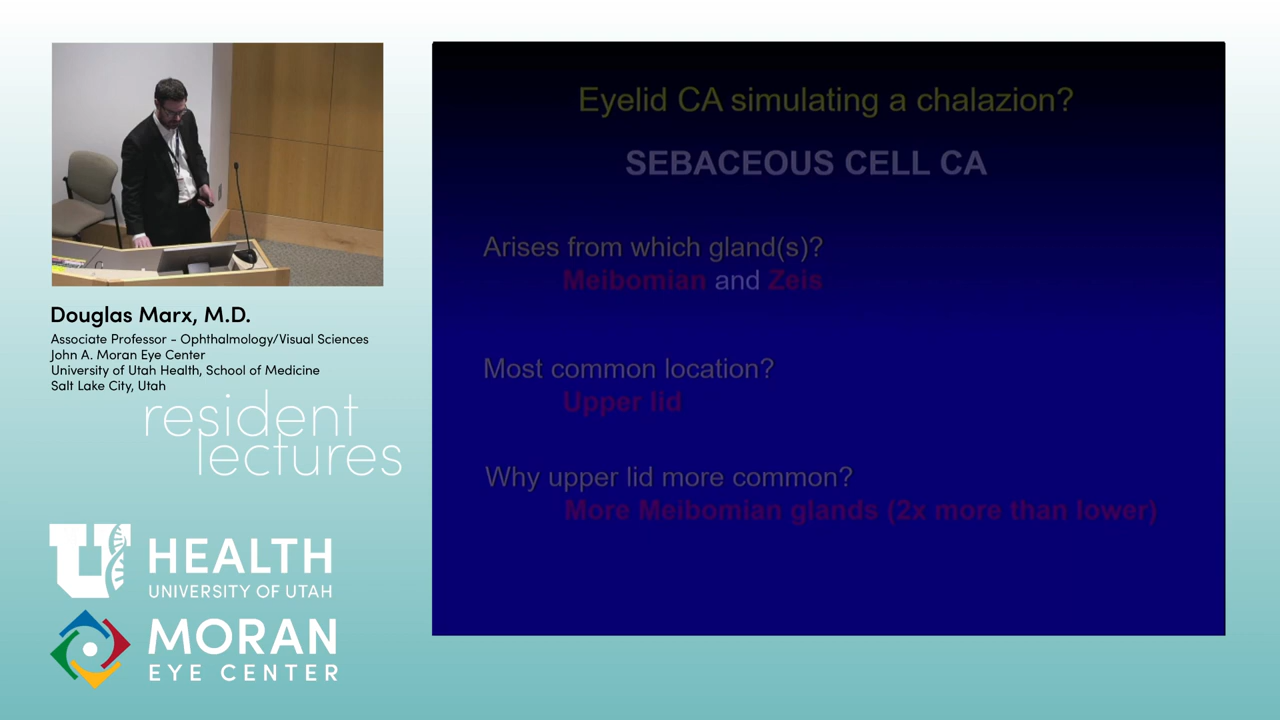 Douglas Marx, M.D.
Associate Professor - Ophthalmology/Visual Sciences
John A. Moran Eye Center
University of Utah Health, School of Medicine
Salt Lake City, Utah
resident
lectures
U HEALTH
UNIVERSITY OF UTAH
MORAN
EYE CENTER
Eyelid CA simulating a chalazion?
SEBACEOUS CELL CA
Arises from which gland(s)?
Meibomian and Zeis
Most common location?
Upper lid
Why upper lid more common?
More Meibomian glands (2x more than lower)